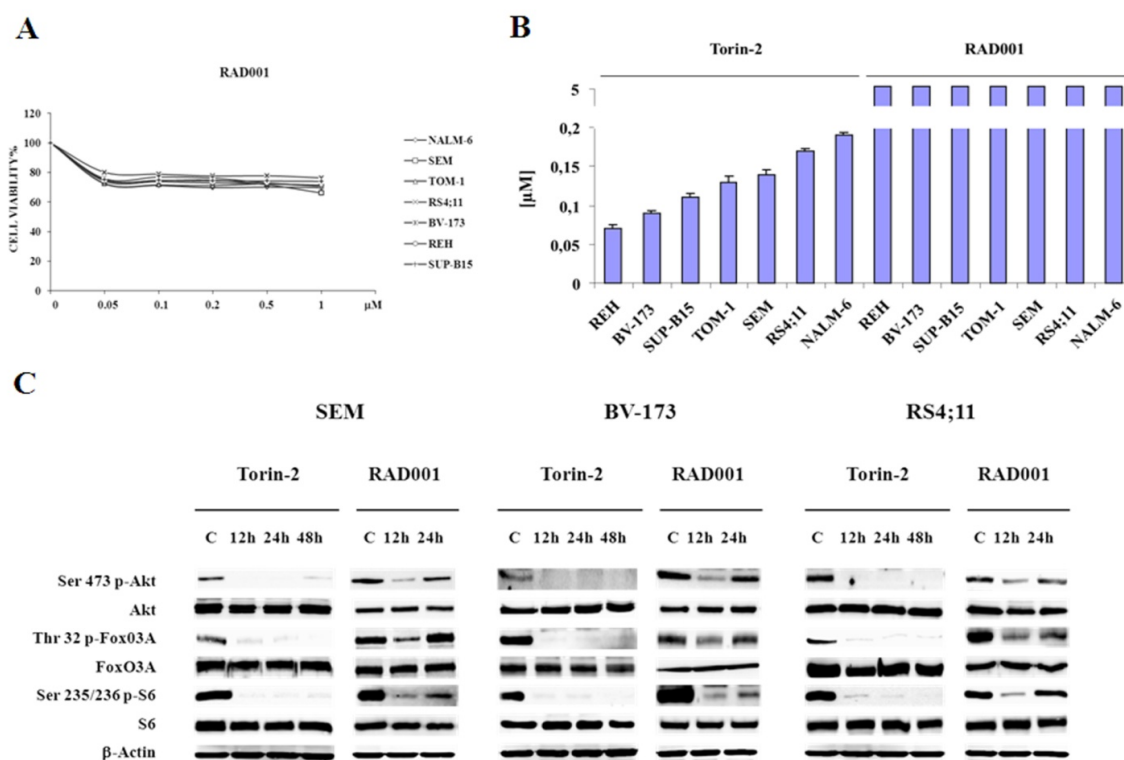 A
RAD001
CELL VIABILITY%
120
100
80
60
40
20
0
0 0.05 0.1 0.2 0.5 1 µM
NALM-6
SEM
TOM-1
RS4;11
BV-173
REH
SUP-B15
B
Torin-2 RAD001
[µM]
5
0,2
0,15
0,1
0,05
0
REH BV-173 SUP-B15 TOM-1 SEM RS4;11 NALM-6 REH BV-173 SUP-B15 TOM-1 SEM RS4;11 NALM-6
C
SEM BV-173 RS4;11
Torin-2 RAD001 Torin-2 RAD001 Torin-2 RAD001
C 12h 24h 48h C 12h 24h C 12h 24h 48h C 12h 24h C 12h 24h 48h C 12h 24h
Ser 473 p-Akt
Akt
Thr 32 p-Fox03A
FoxO3A
Ser 235/236 p-S6
S6
β-Actin